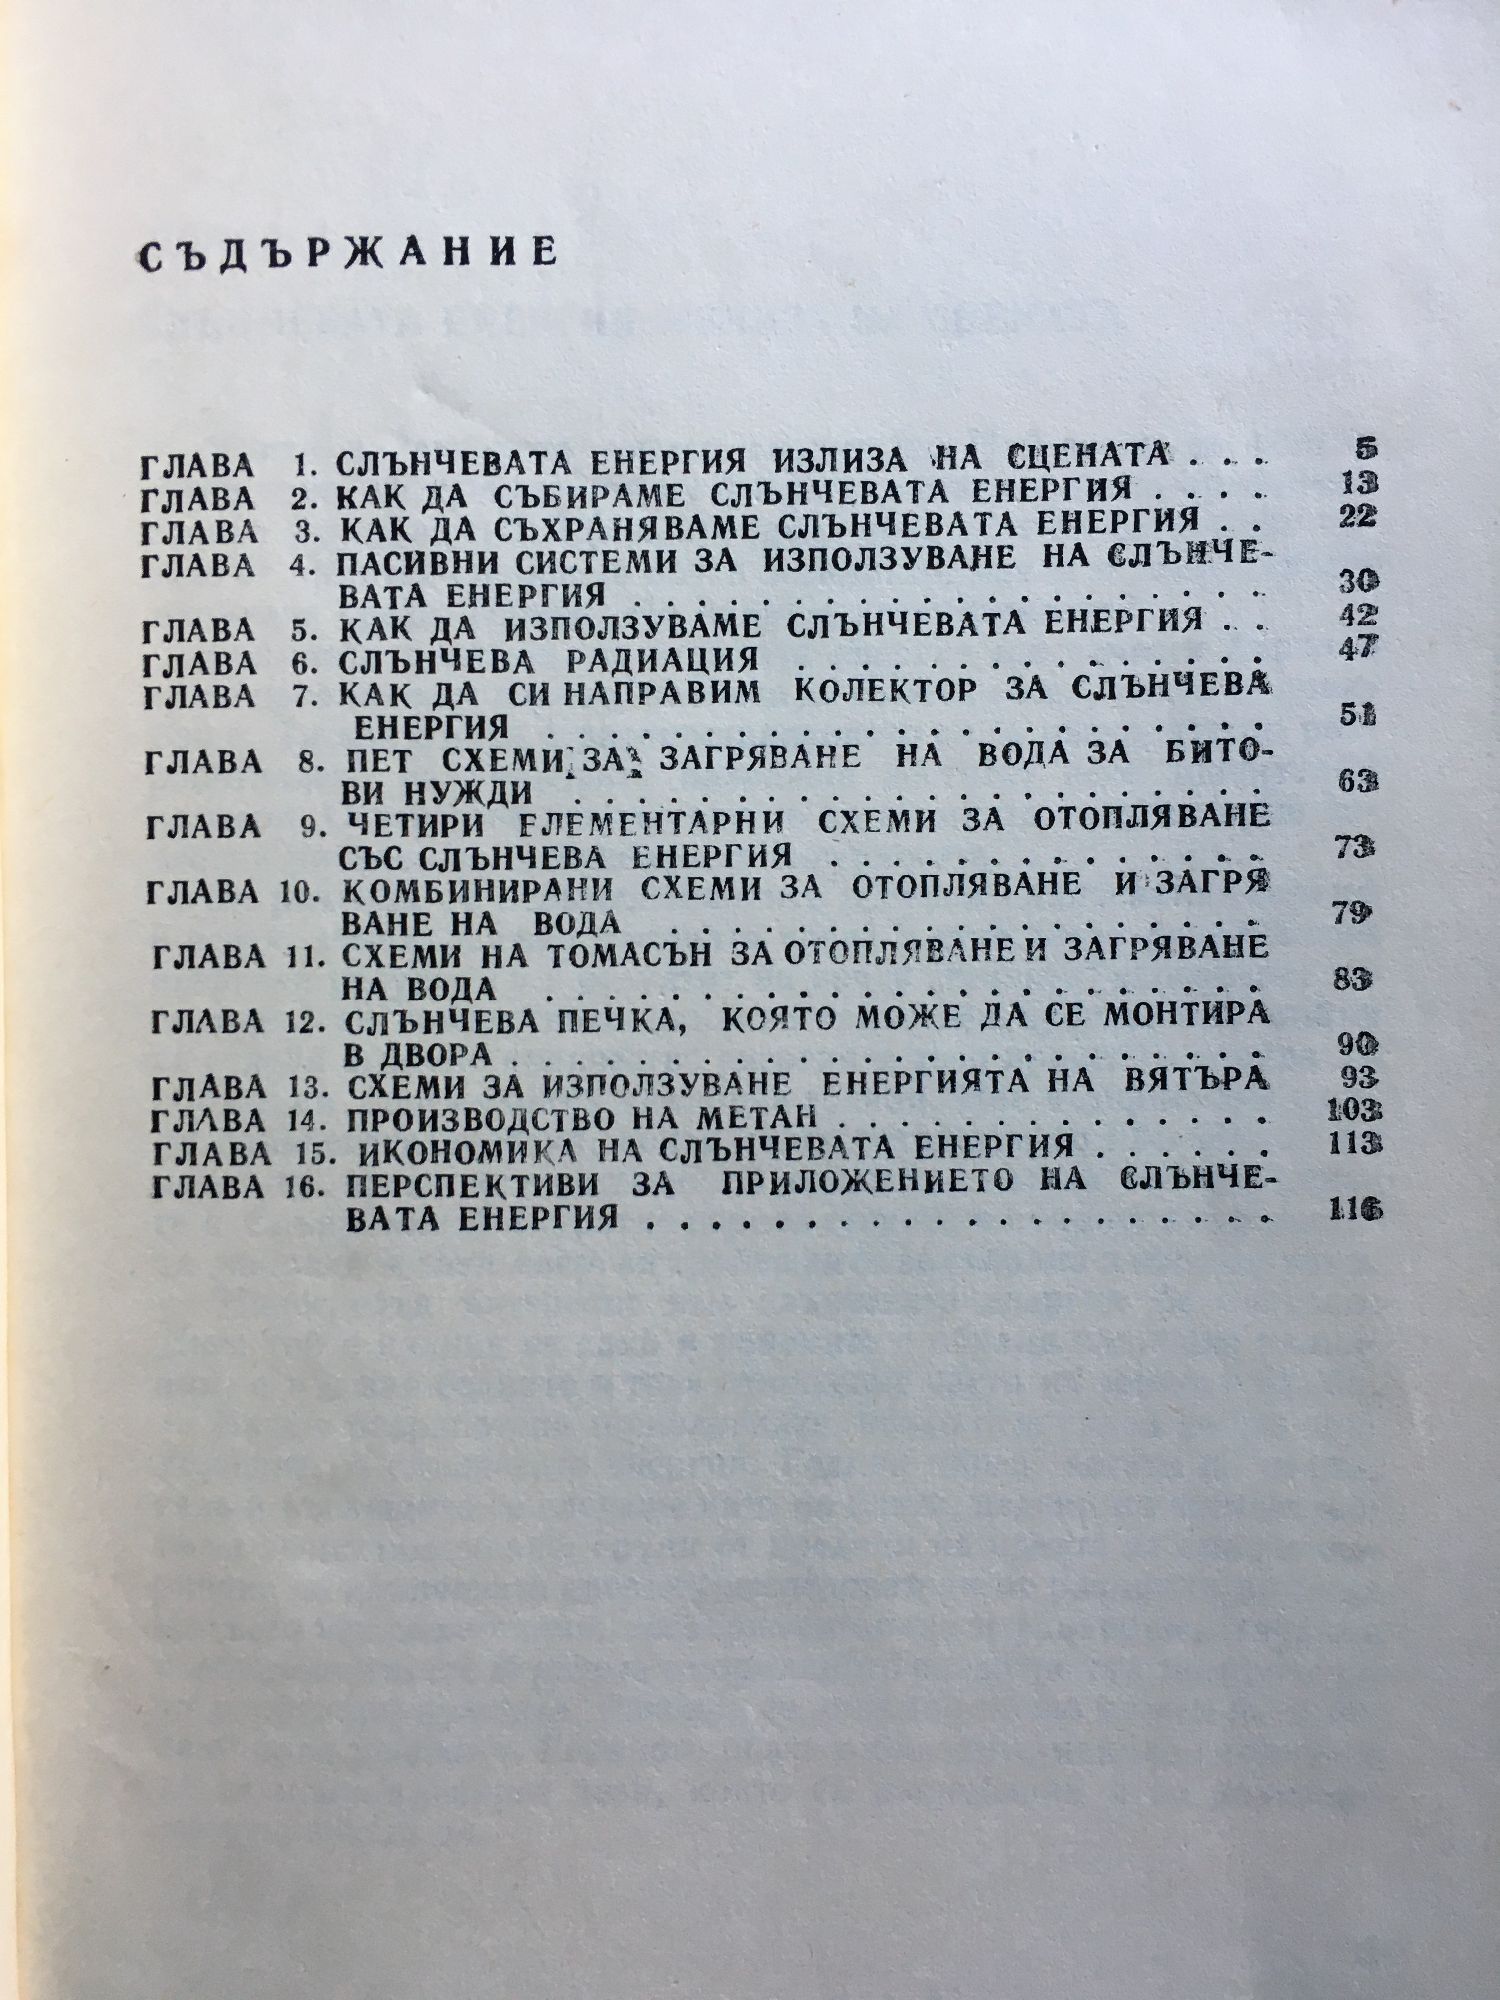 СЪДЪРЖАНИЕ
ГЛАВА 1. СЛЪНЧЕВАТА ЕНЕРГИЯ ИЗЛИЗА НА СЦЕНАТА . . . 5
ГЛАВА 2. КАК ДА СЪБИРАМЕ СЛЪНЧЕВАТА ЕНЕРГИЯ . . . . 13
ГЛАВА 3. КАК ДА СЪХРАНЯВАМЕ СЛЪНЧЕВАТА ЕНЕРГИЯ . . 22
ГЛАВА 4. ПАСИВНИ СИСТЕМИ ЗА ИЗПОЛЗУВАНЕ НА СЛЪНЧЕ-
ВАТА ЕНЕРГИЯ . . . . . . . . . . . . . . . . . . . . 30
ГЛАВА 5. КАК ДА ИЗПОЛЗУВАМЕ СЛЪНЧЕВАТА ЕНЕРГИЯ . . 42
ГЛАВА 6. СЛЪНЧЕВА РАДИАЦИЯ . . . . . . . . . . . . . . . 47
ГЛАВА 7. КАК ДА СИ НАПРАВИМ КОЛЕКТОР ЗА СЛЪНЧЕВА
ЕНЕРГИЯ . . . . . . . . . . . . . . . . . . . . . . . 51
ГЛАВА 8. ПЕТ СХЕМИ ЗА ЗАГРЯВАНЕ НА ВОДА ЗА БИТО-
ВИ НУЖДИ . . . . . . . . . . . . . . . . . . . . . . 63
ГЛАВА 9. ЧЕТИРИ ЕЛЕМЕНТАРНИ СХЕМИ ЗА ОТОПЛЯВАНЕ
СЪС СЛЪНЧЕВА ЕНЕРГИЯ . . . . . . . . . . . . . . 73
ГЛАВА 10. КОМБИНИРАНИ СХЕМИ ЗА ОТОПЛЯВАНЕ И ЗАГРЯ
ВАНЕ НА ВОДА . . . . . . . . . . . . . . . . . . . 79
ГЛАВА 11. СХЕМИ НА ТОМАСЪН ЗА ОТОПЛЯВАНЕ И ЗАГРЯВАНЕ
НА ВОДА . . . . . . . . . . . . . . . . . . . . . . . 83
ГЛАВА 12. СЛЪНЧЕВА ПЕЧКА, КОЯТО МОЖЕ ДА СЕ МОНТИРА
В ДВОРА . . . . . . . . . . . . . . . . . . . . . . . . 90
ГЛАВА 13. СХЕМИ ЗА ИЗПОЛЗУВАНЕ ЕНЕРГИЯТА НА ВЯТЪРА 93
ГЛАВА 14. ПРОИЗВОДСТВО НА МЕТАН . . . . . . . . . . . . . . 103
ГЛАВА 15. ИКОНОМИКА НА СЛЪНЧЕВАТА ЕНЕРГИЯ . . . . . . 113
ГЛАВА 16. ПЕРСПЕКТИВИ ЗА ПРИЛОЖЕНИЕТО НА СЛЪНЧЕ-
ВАТА ЕНЕРГИЯ . . . . . . . . . . . . . . . . . . . . 116